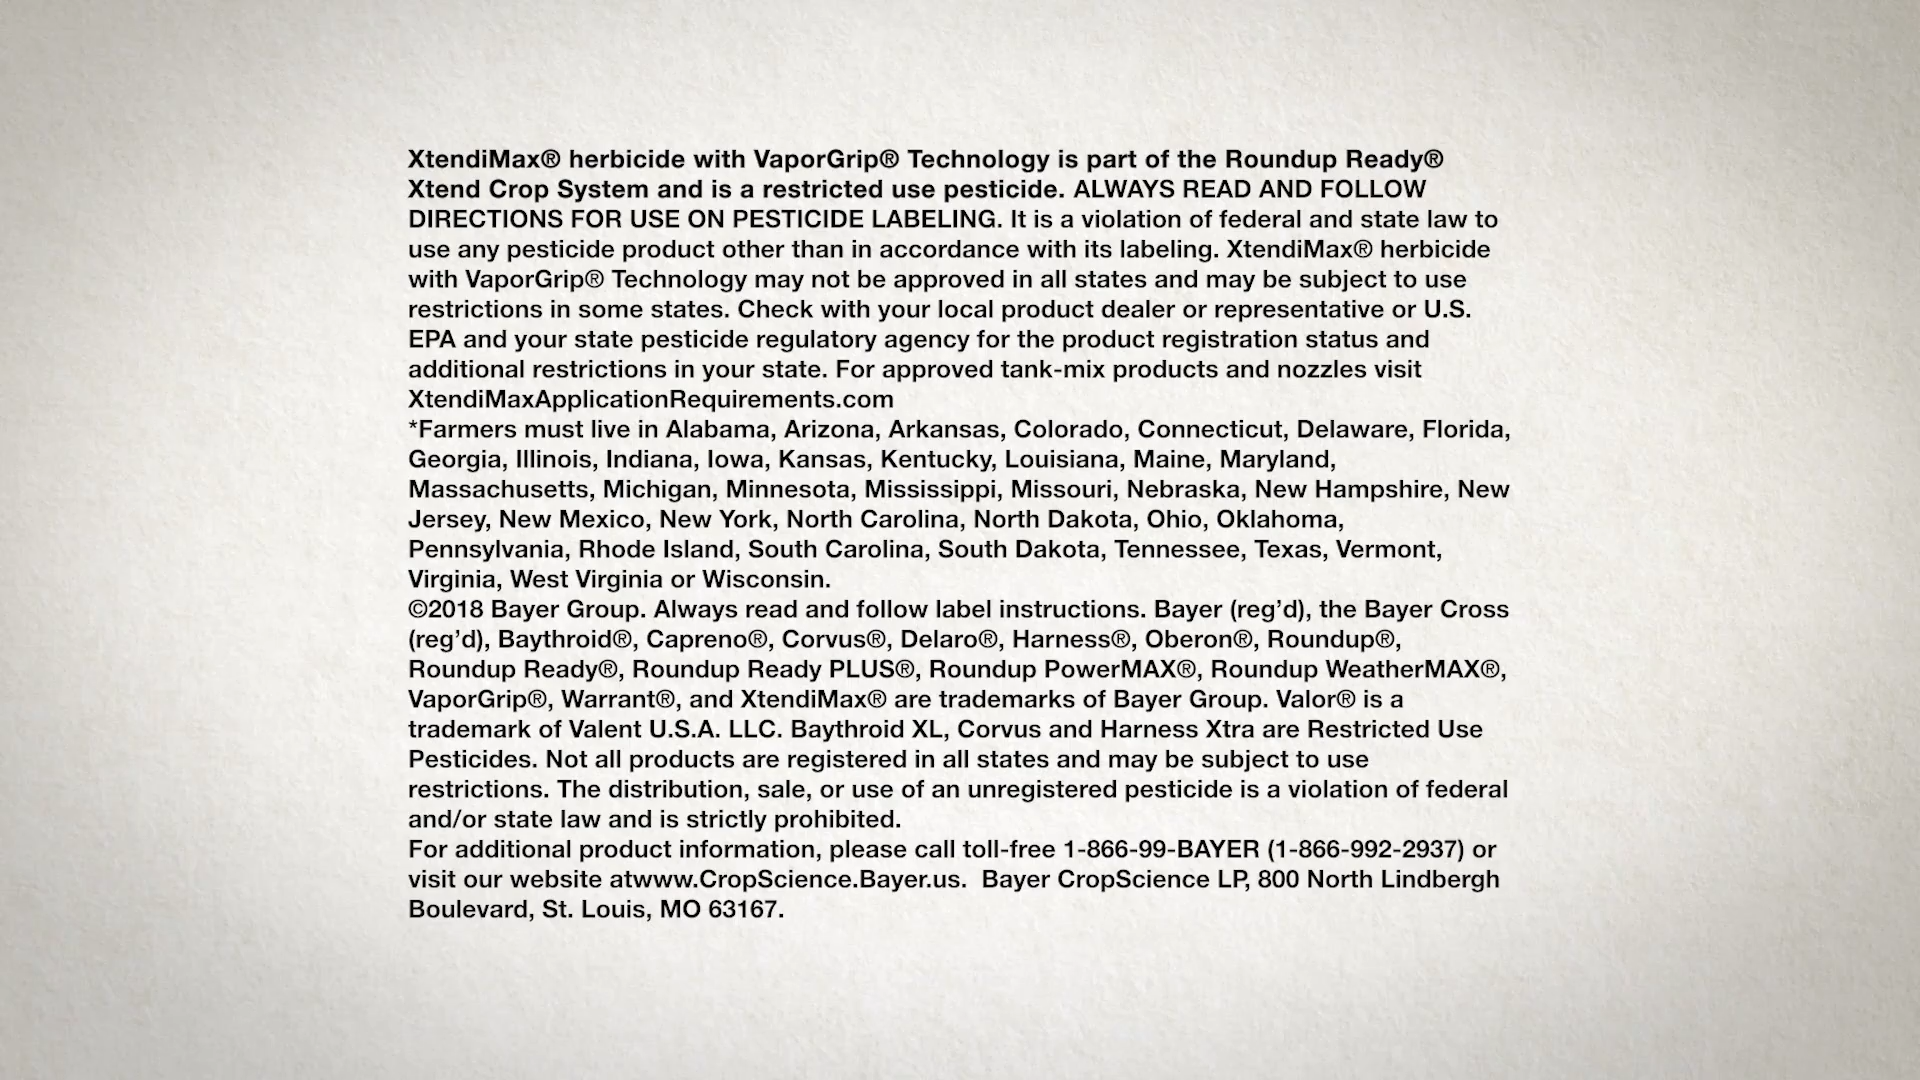 XtendiMax® herbicide with VaporGrip® Technology is part of the Roundup Ready®
Xtend Crop System and is a restricted use pesticide. ALWAYS READ AND FOLLOW
DIRECTIONS FOR USE ON PESTICIDE LABELING. It is a violation of federal and state law to
use any pesticide product other than in accordance with its labeling. XtendiMax® herbicide
with VaporGrip® Technology may not be approved in all states and may be subject to use
restrictions in some states. Check with your local product dealer or representative or U.S.
EPA and your state pesticide regulatory agency for the product registration status and
additional restrictions in your state. For approved tank-mix products and nozzles visit
XtendiMaxApplicationRequirements.com
*Farmers must live in Alabama, Arizona, Arkansas, Colorado, Connecticut, Delaware, Florida,
Georgia, Illinois, Indiana, Iowa, Kansas, Kentucky, Louisiana, Maine, Maryland,
Massachusetts, Michigan, Minnesota, Mississippi, Missouri, Nebraska, New Hampshire, New
Jersey, New Mexico, New York, North Carolina, North Dakota, Ohio, Oklahoma,
Pennsylvania, Rhode Island, South Carolina, South Dakota, Tennessee, Texas, Vermont,
Virginia, West Virginia or Wisconsin.
©2018 Bayer Group. Always read and follow label instructions. Bayer (reg’d), the Bayer Cross
(reg’d), Baythroid®, Capreno®, Corvus®, Delaro®, Harness®, Oberon®, Roundup®,
Roundup Ready®, Roundup Ready PLUS®, Roundup PowerMAX®, Roundup WeatherMAX®,
VaporGrip®, Warrant®, and XtendiMax® are trademarks of Bayer Group. Valor® is a
trademark of Valent U.S.A. LLC. Baythroid XL, Corvus and Harness Xtra are Restricted Use
Pesticides. Not all products are registered in all states and may be subject to use
restrictions. The distribution, sale, or use of an unregistered pesticide is a violation of federal
and/or state law and is strictly prohibited.
For additional product information, please call toll-free 1-866-99-BAYER (1-866-992-2937) or
visit our website atwww.CropScience.Bayer.us.  Bayer CropScience LP, 800 North Lindbergh
Boulevard, St. Louis, MO 63167.